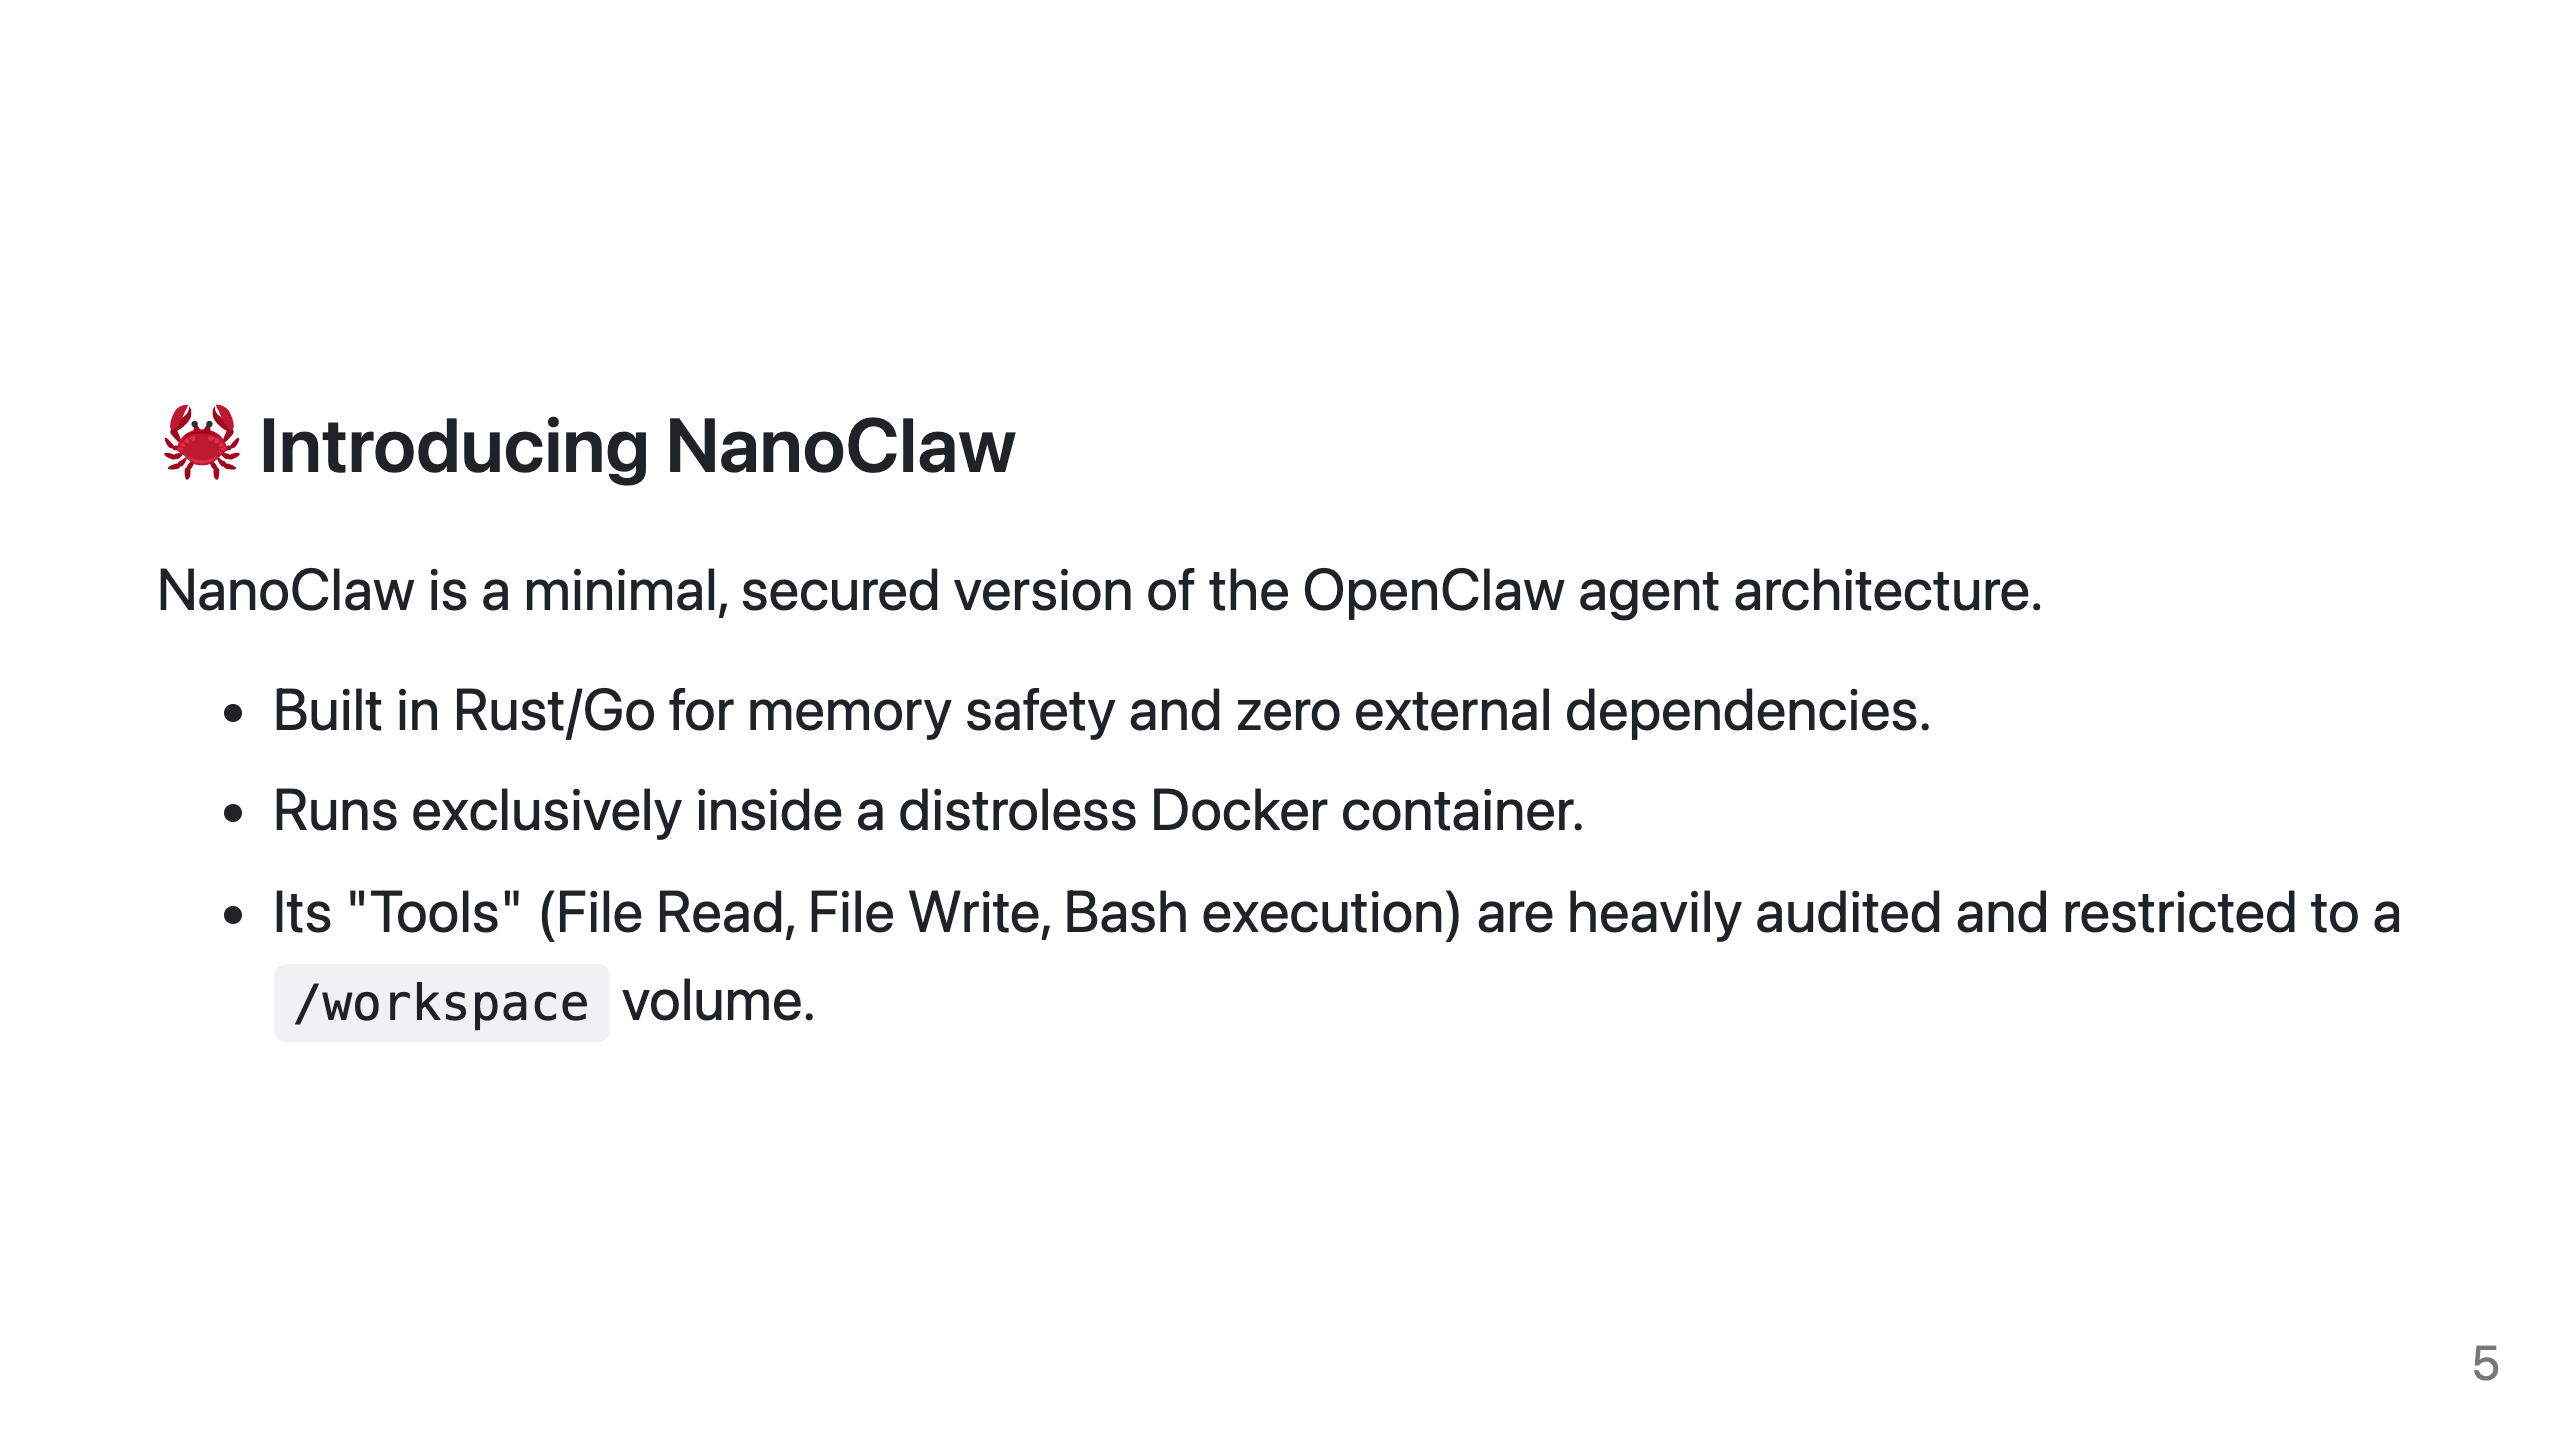 🦀 Introducing NanoClaw
NanoClaw is a minimal, secured version of the OpenClaw agent architecture.
• Built in Rust/Go for memory safety and zero external dependencies.
• Runs exclusively inside a distroless Docker container.
• Its "Tools" (File Read, File Write, Bash execution) are heavily audited and restricted to a
/workspace volume.
5